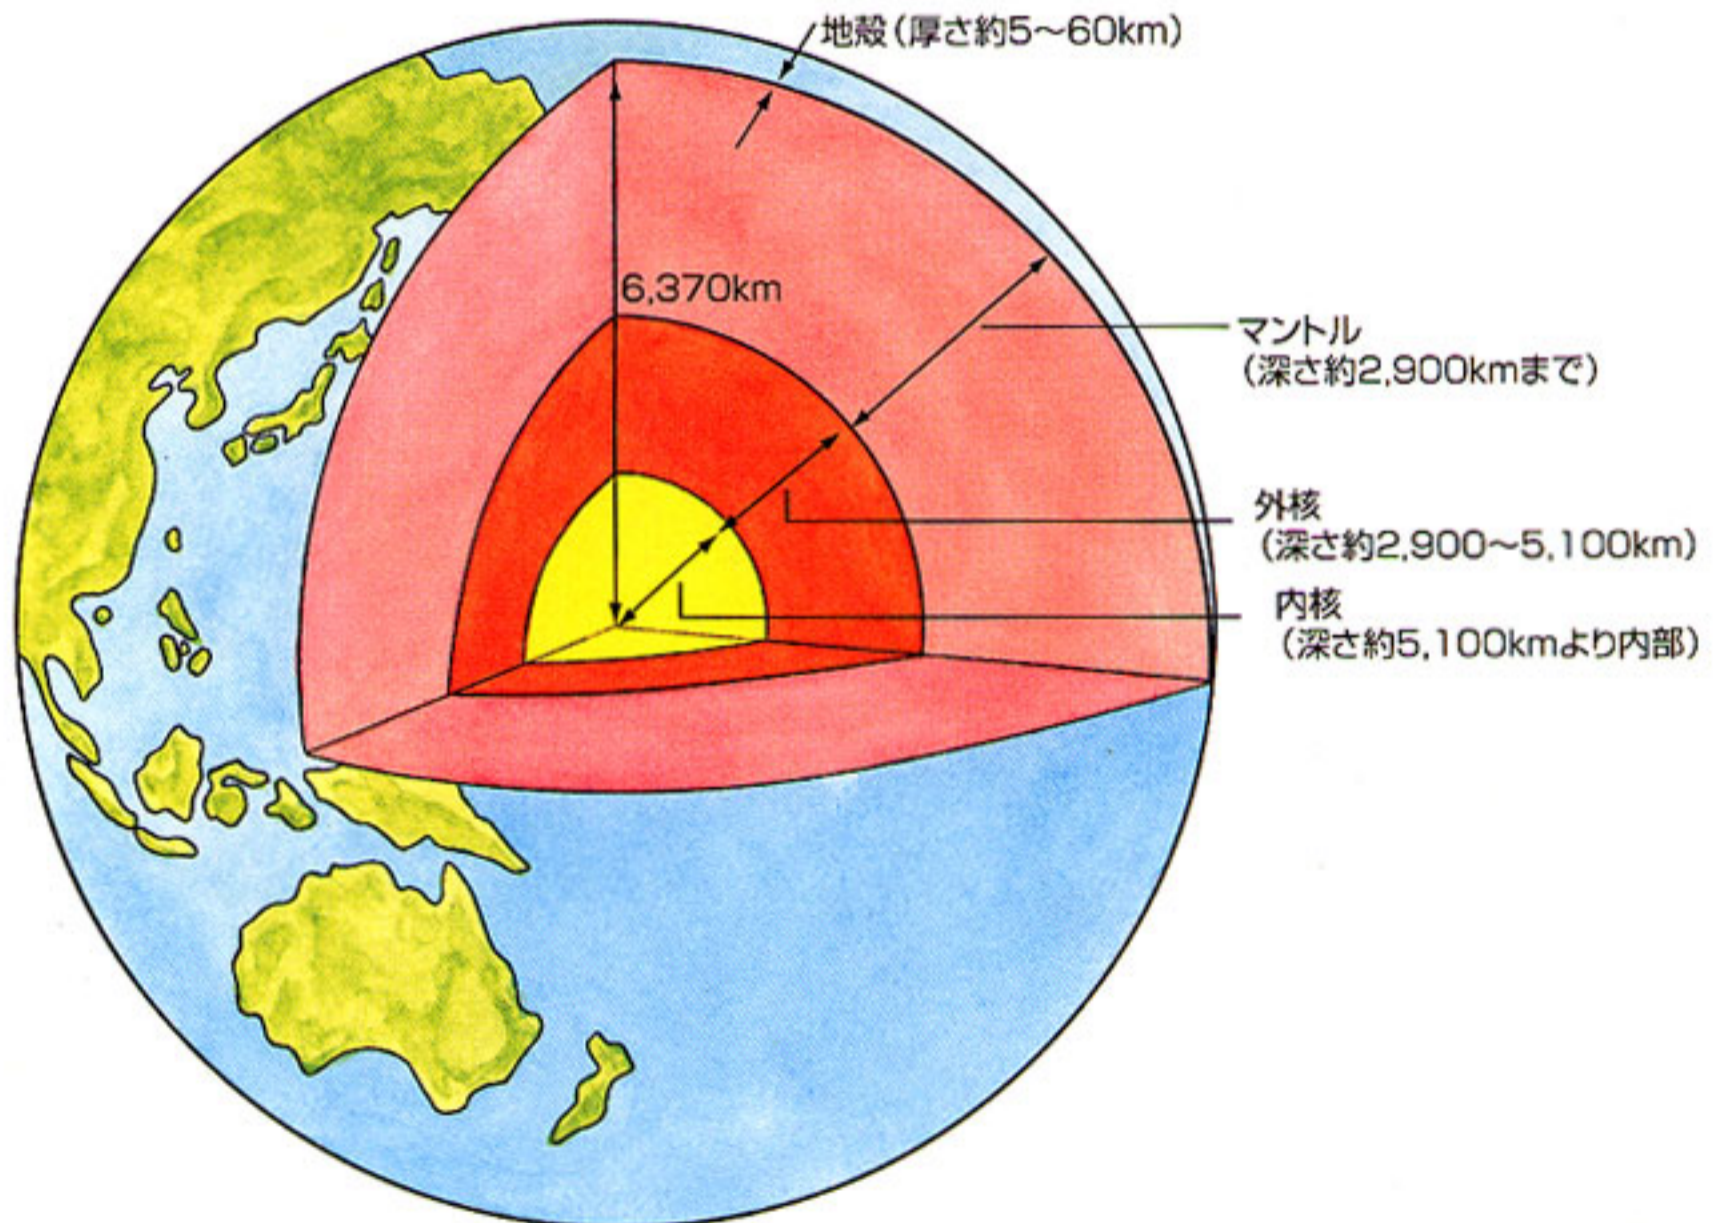 地殻(厚さ約5〜60km)
6,370km
マントル
(深さ約2,900kmまで)
外核
(深さ約2,900〜5,100km)
内核
(深さ約5,100kmより内部)